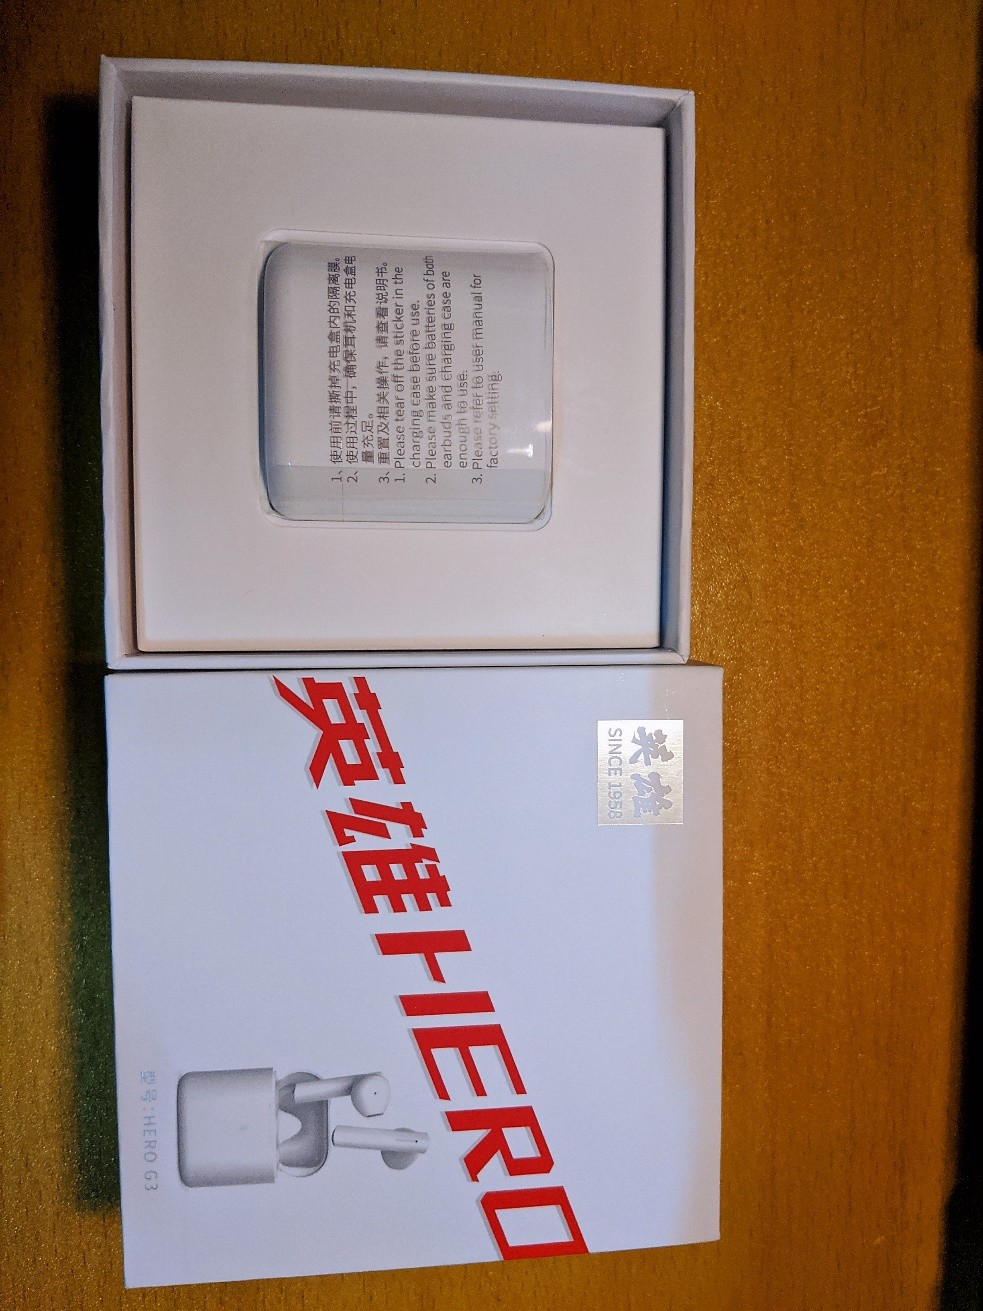 1、使用前请撕掉充电盒内的隔离膜。
2、使用过程中，确保耳机和充电盒电
量充足。
3、重置及相关操作，请查看说明书。
1. Please tear off the sticker in the
charging case before use.
2. Please make sure batteries of both
earbuds and charging case are
enough to use.
3. Please refer to user manual for
factory setting.
英雄
SINCE 1958
英雄HERO
型号:HERO G3